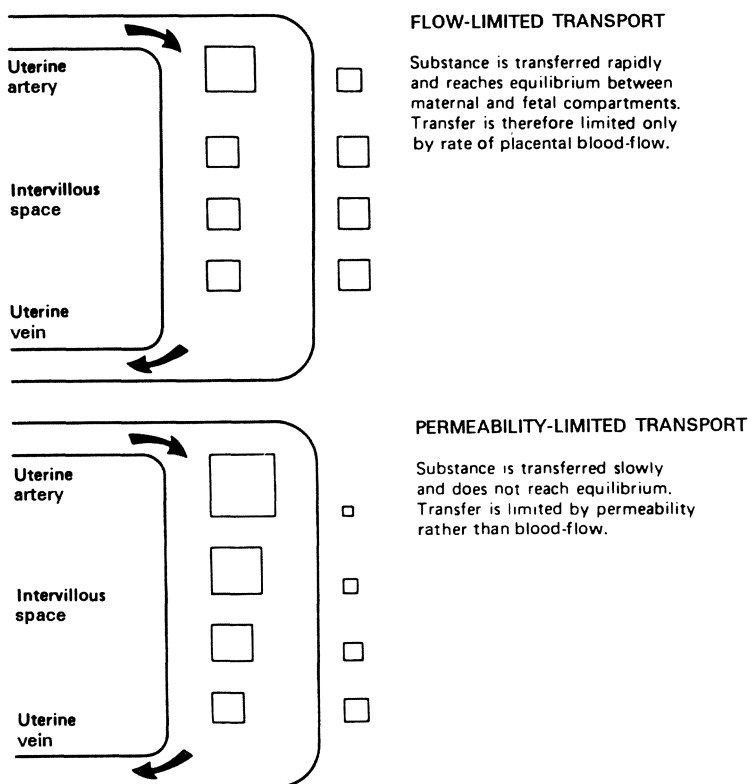 FLOW-LIMITED TRANSPORT
Substance is transferred rapidly
and reaches equilibrium between
maternal and fetal compartments.
Transfer is therefore limited only
by rate of placental blood-flow.
Uterine
artery
Intervillous
space
Uterine
vein
PERMEABILITY-LIMITED TRANSPORT
Substance is transferred slowly
and does not reach equilibrium.
Transfer is limited by permeability
rather than blood-flow.
Uterine
artery
Intervillous
space
Uterine
vein